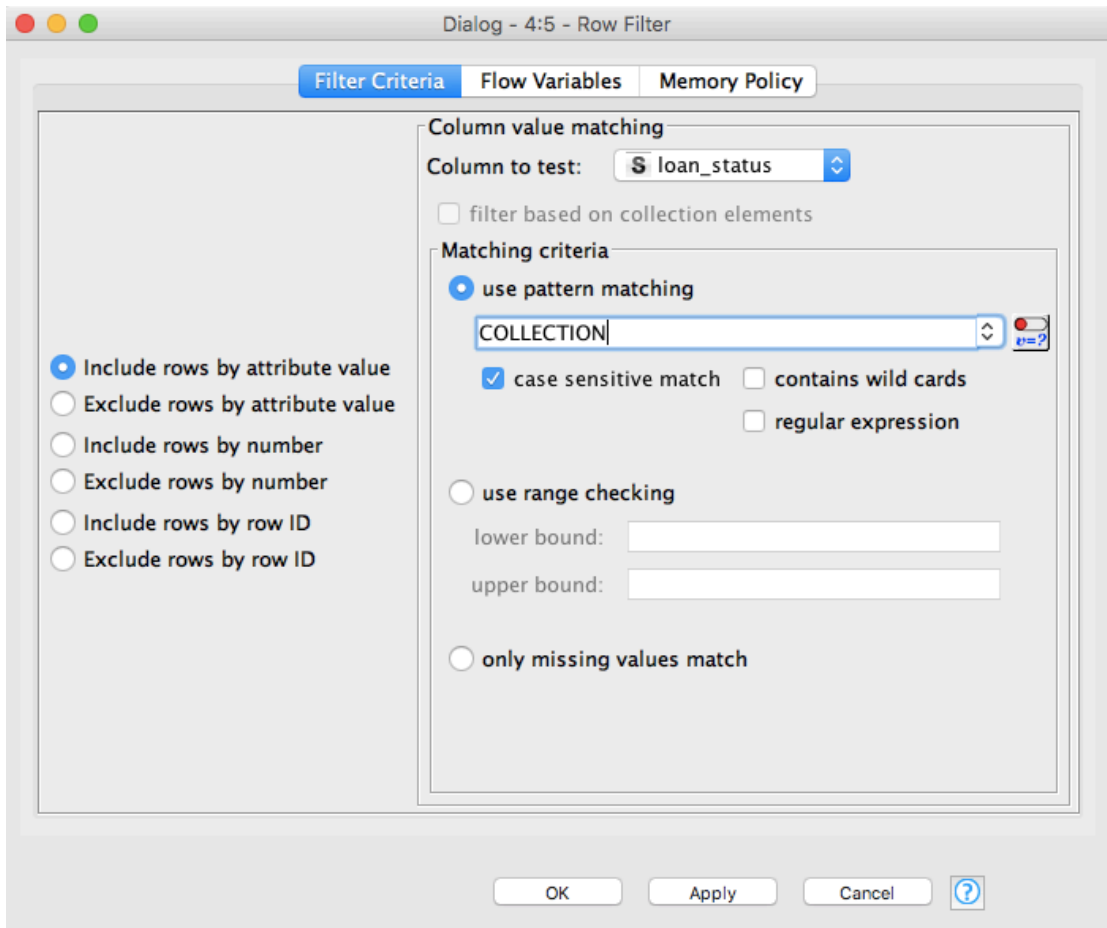 Dialog - 4:5 - Row Filter
Filter Criteria Flow Variables Memory Policy
Include rows by attribute value
Exclude rows by attribute value
Include rows by number
Exclude rows by number
Include rows by row ID
Exclude rows by row ID
Column value matching
Column to test: S loan_status
filter based on collection elements
Matching criteria
use pattern matching
COLLECTION
v=?
case sensitive match contains wild cards
regular expression
use range checking
lower bound:
upper bound:
only missing values match
OK Apply Cancel ?